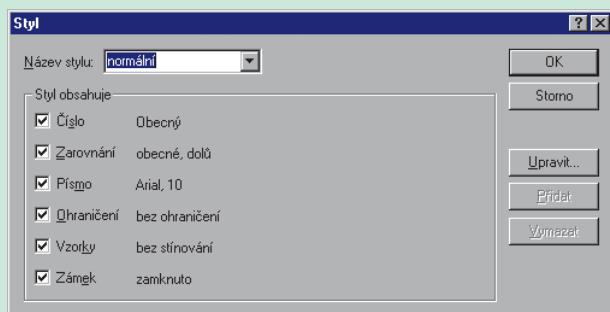 Styl
Název stylu: normální
OK
Storno
Styl obsahuje
Číslo Obecný
Zarovnání obecné, dolů
Písmo Arial, 10
Ohraničení bez ohraničení
Vzorky bez stínování
Zámek zamknuto
Upravit...
Přidat
Vymazat